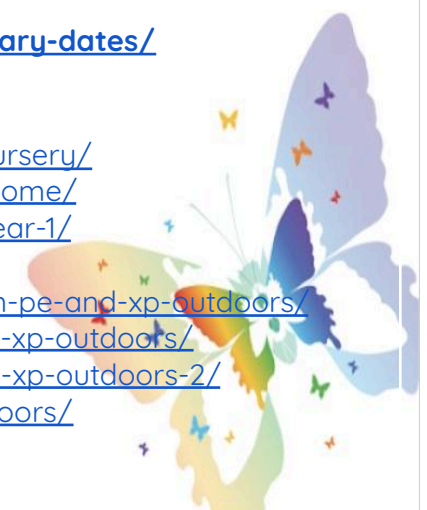 ary-dates/
ursery/
ome/
ear-1/
n-pe-and-xp-outdoors/
-xp-outdoors/
-xp-outdoors-2/
oors/